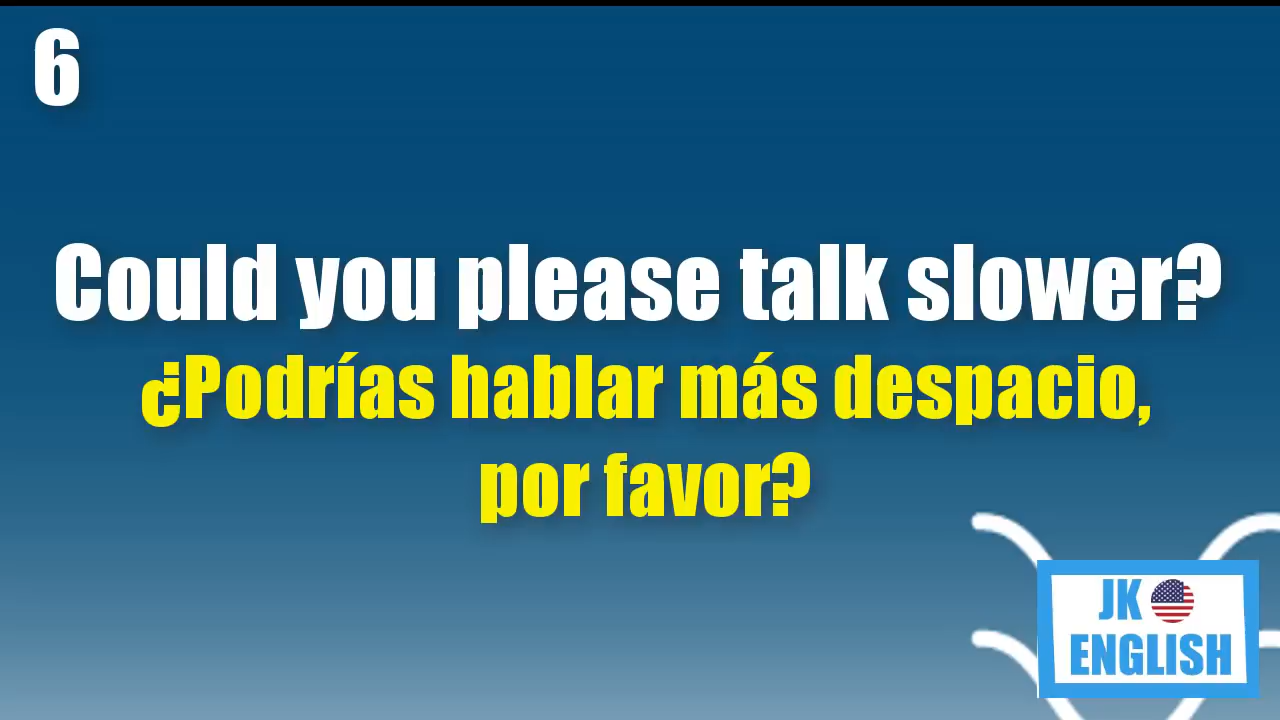 6
Could you please talk slower?
¿Podrías hablar más despacio,
por favor?
JK
ENGLISH